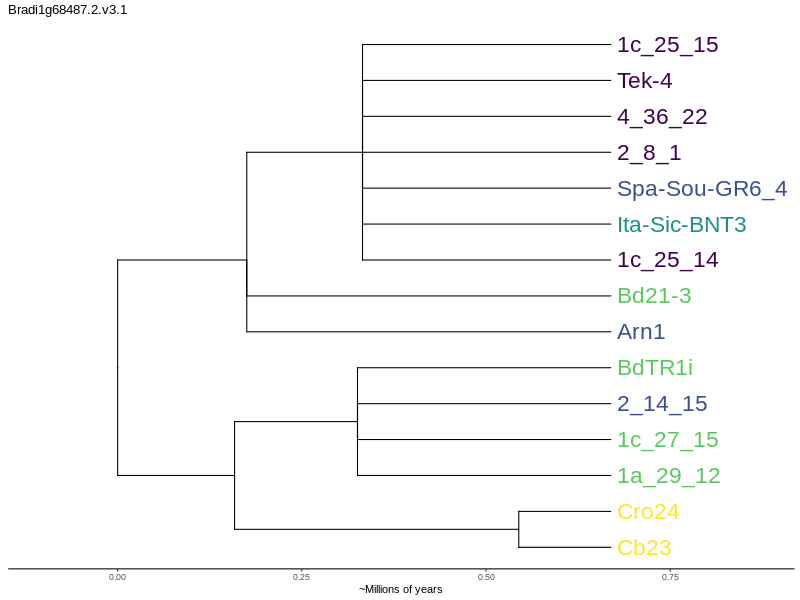 Bradi1g68487.2.v3.1
1c_25_15
Tek-4
4_36_22
2_8_1
Spa-Sou-GR6_4
Ita-Sic-BNT3
1c_25_14
Bd21-3
Arn1
BdTR1i
2_14_15
1c_27_15
1a_29_12
Cro24
Cb23
0.00 0.25 0.50 0.75
~Millions of years